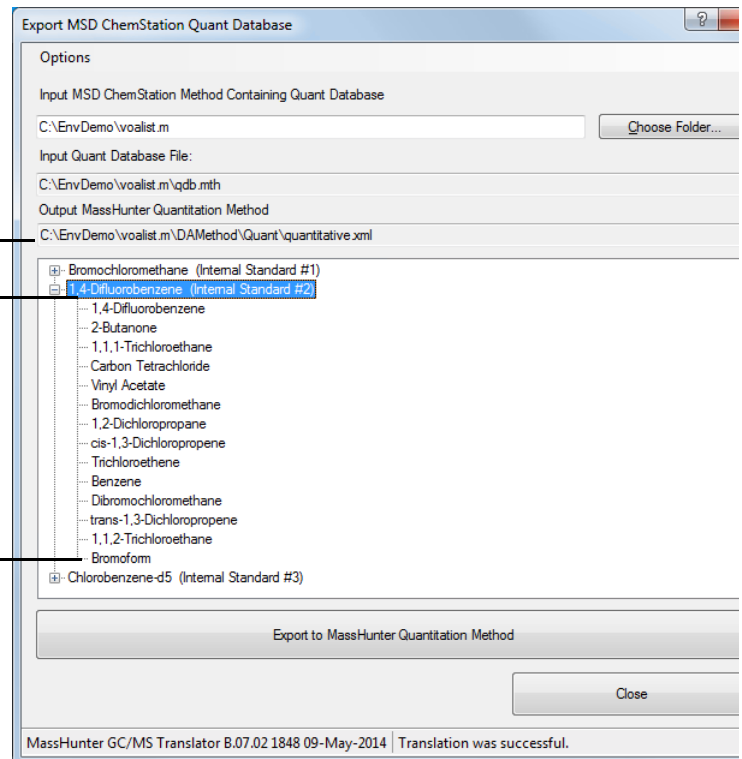 Export MSD ChemStation Quant Database
Options
Input MSD ChemStation Method Containing Quant Database
C:\EnvDemo\voalist.m
Choose Folder...
Input Quant Database File:
C:\EnvDemo\voalist.m\qdb.mth
Output MassHunter Quantitation Method
C:\EnvDemo\voalist.m\DAMethod\Quant\quantitative.xml
Bromochloromethane (Internal Standard #1)
1,4-Difluorobenzene (Internal Standard #2)
1,4-Difluorobenzene
2-Butanone
1,1,1-Trichloroethane
Carbon Tetrachloride
Vinyl Acetate
Bromodichloromethane
1,2-Dichloropropane
cis-1,3-Dichloropropene
Trichloroethene
Benzene
Dibromochloromethane
trans-1,3-Dichloropropene
1,1,2-Trichloroethane
Bromoform
Chlorobenzene-d5 (Internal Standard #3)
Export to MassHunter Quantitation Method
Close
MassHunter GC/MS Translator B.07.02 1848 09-May-2014 Translation was successful.